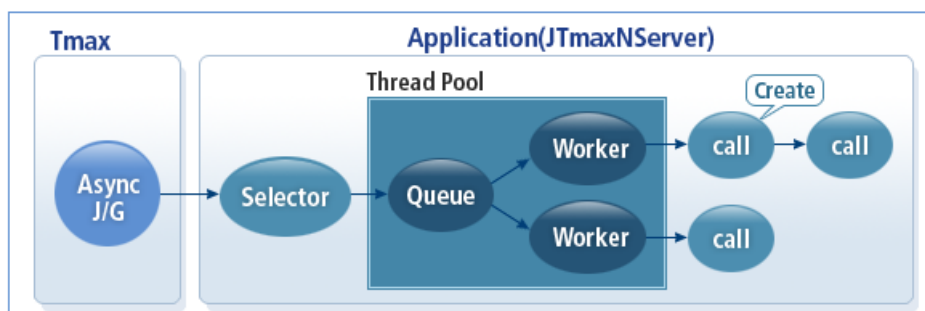 Tmax
Application(JTmaxNServer)
Thread Pool
Create
Async
J/G
Selector
Queue
Worker
call
call
Worker
call